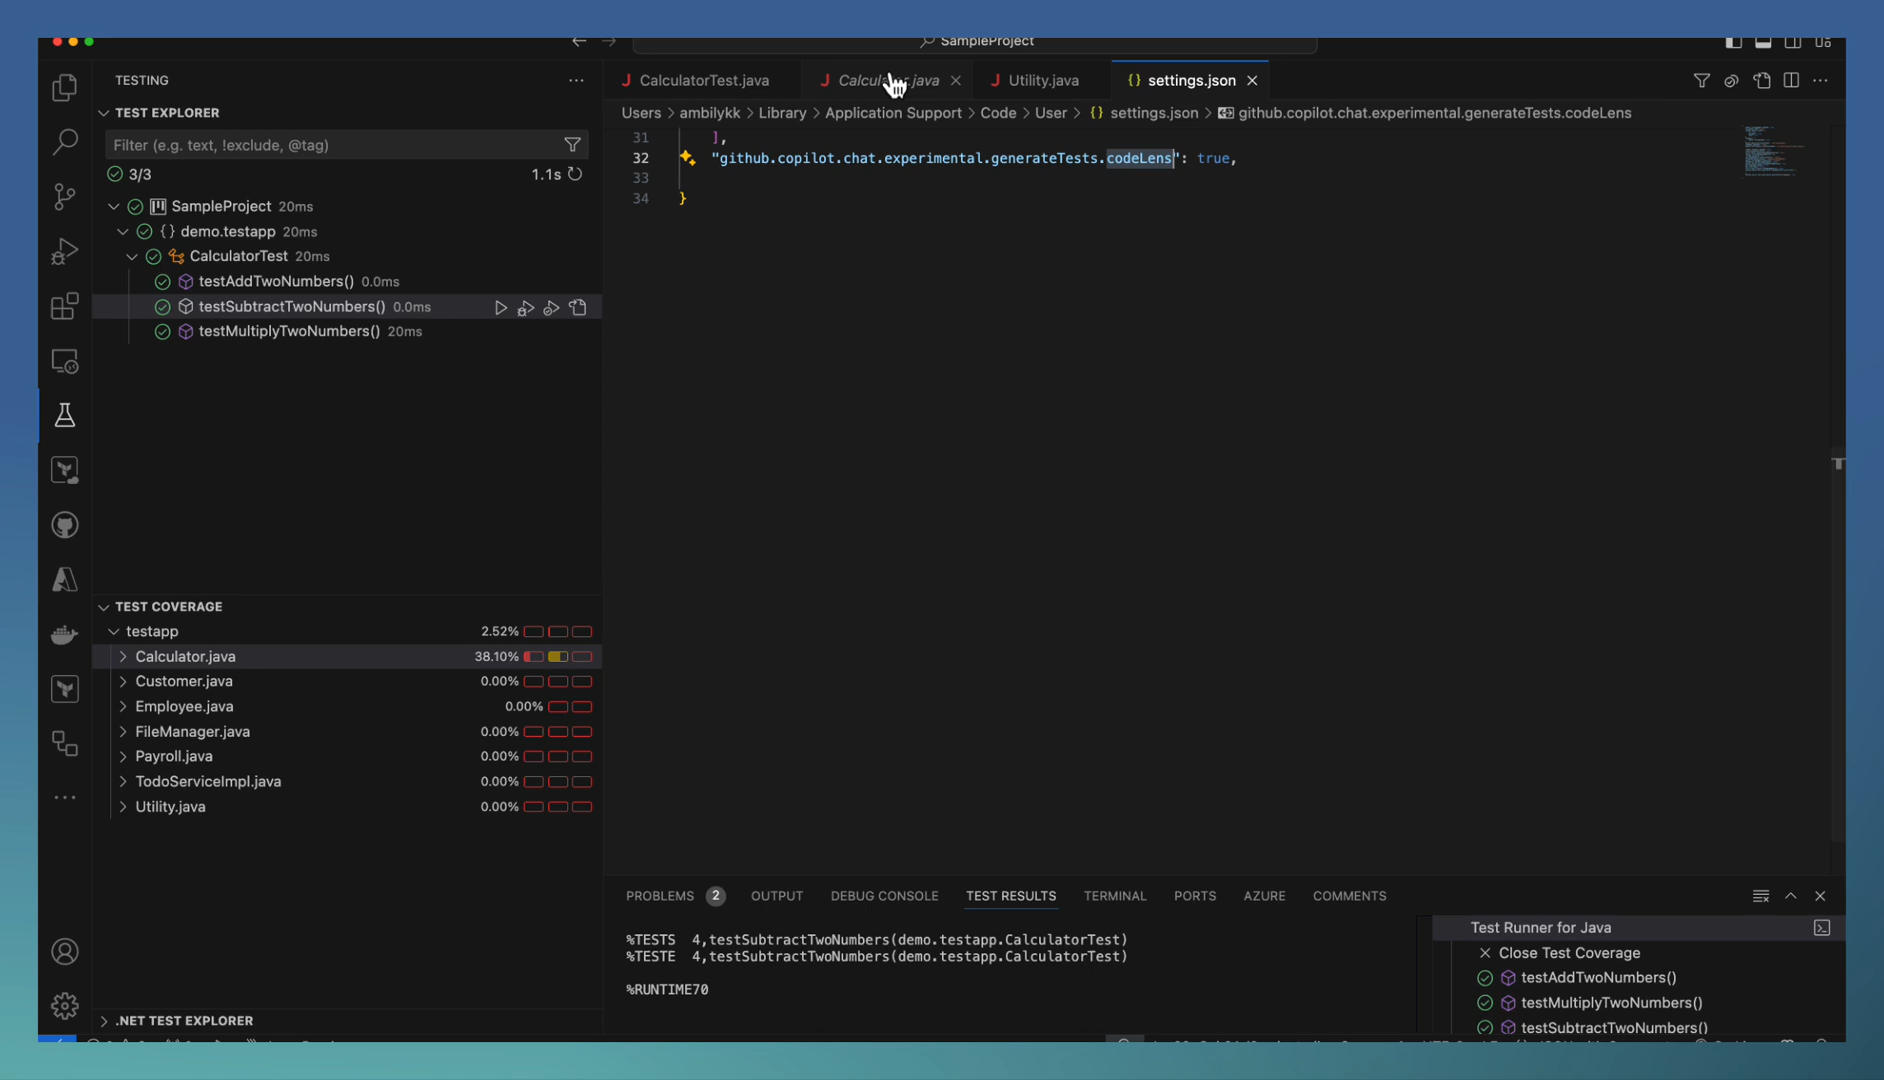 SampleProject
TESTING
TEST EXPLORER
Filter (e.g. text, !exclude, @tag)
3/3
1.1s
SampleProject 20ms
demo.testapp 20ms
CalculatorTest 20ms
testAddTwoNumbers() 0.0ms
testSubtractTwoNumbers() 0.0ms
testMultiplyTwoNumbers() 20ms
TEST COVERAGE
testapp 2.52%
Calculator.java 38.10%
Customer.java 0.00%
Employee.java 0.00%
FileManager.java 0.00%
Payroll.java 0.00%
TodoServiceImpl.java 0.00%
Utility.java 0.00%
.NET TEST EXPLORER
J CalculatorTest.java J Calculator.java J Utility.java {} settings.json
Users > ambilykk > Library > Application Support > Code > User > {} settings.json > github.copilot.chat.experimental.generateTests.codeLens
31 ],
32 "github.copilot.chat.experimental.generateTests.codeLens": true,
33
34 }
PROBLEMS 2 OUTPUT DEBUG CONSOLE TEST RESULTS TERMINAL PORTS AZURE COMMENTS
%TESTS 4,testSubtractTwoNumbers(demo.testapp.CalculatorTest)
%TESTE 4,testSubtractTwoNumbers(demo.testapp.CalculatorTest)
%RUNTIME70
Test Runner for Java
Close Test Coverage
testAddTwoNumbers()
testMultiplyTwoNumbers()
testSubtractTwoNumbers()